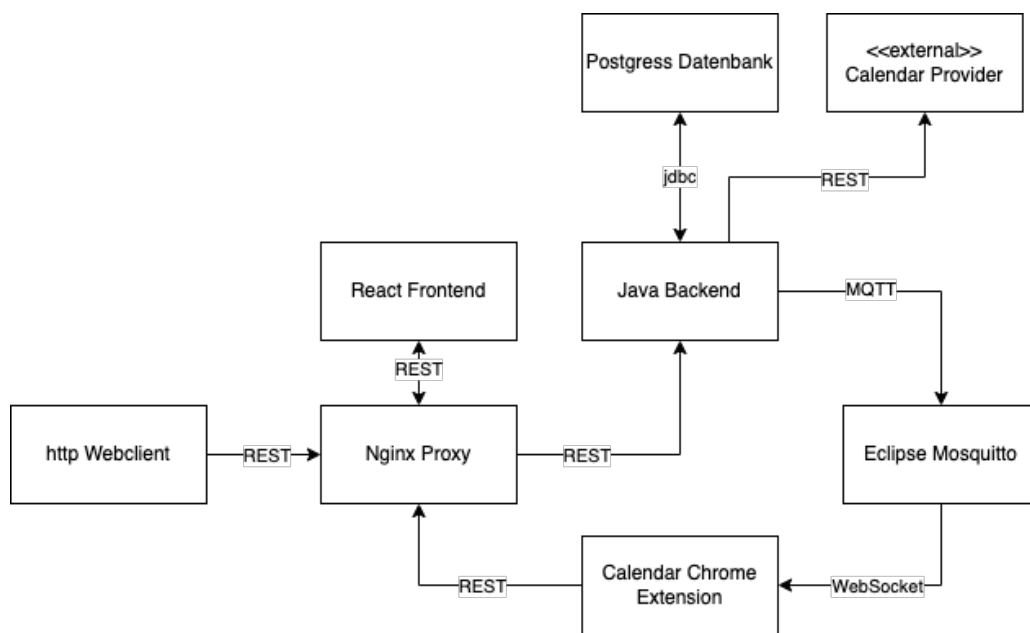 Postgress Datenbank
<<external>>
Calendar Provider
jdbc
REST
React Frontend
Java Backend
MQTT
REST
http Webclient
REST
Nginx Proxy
REST
Eclipse Mosquitto
REST
Calendar Chrome
Extension
WebSocket